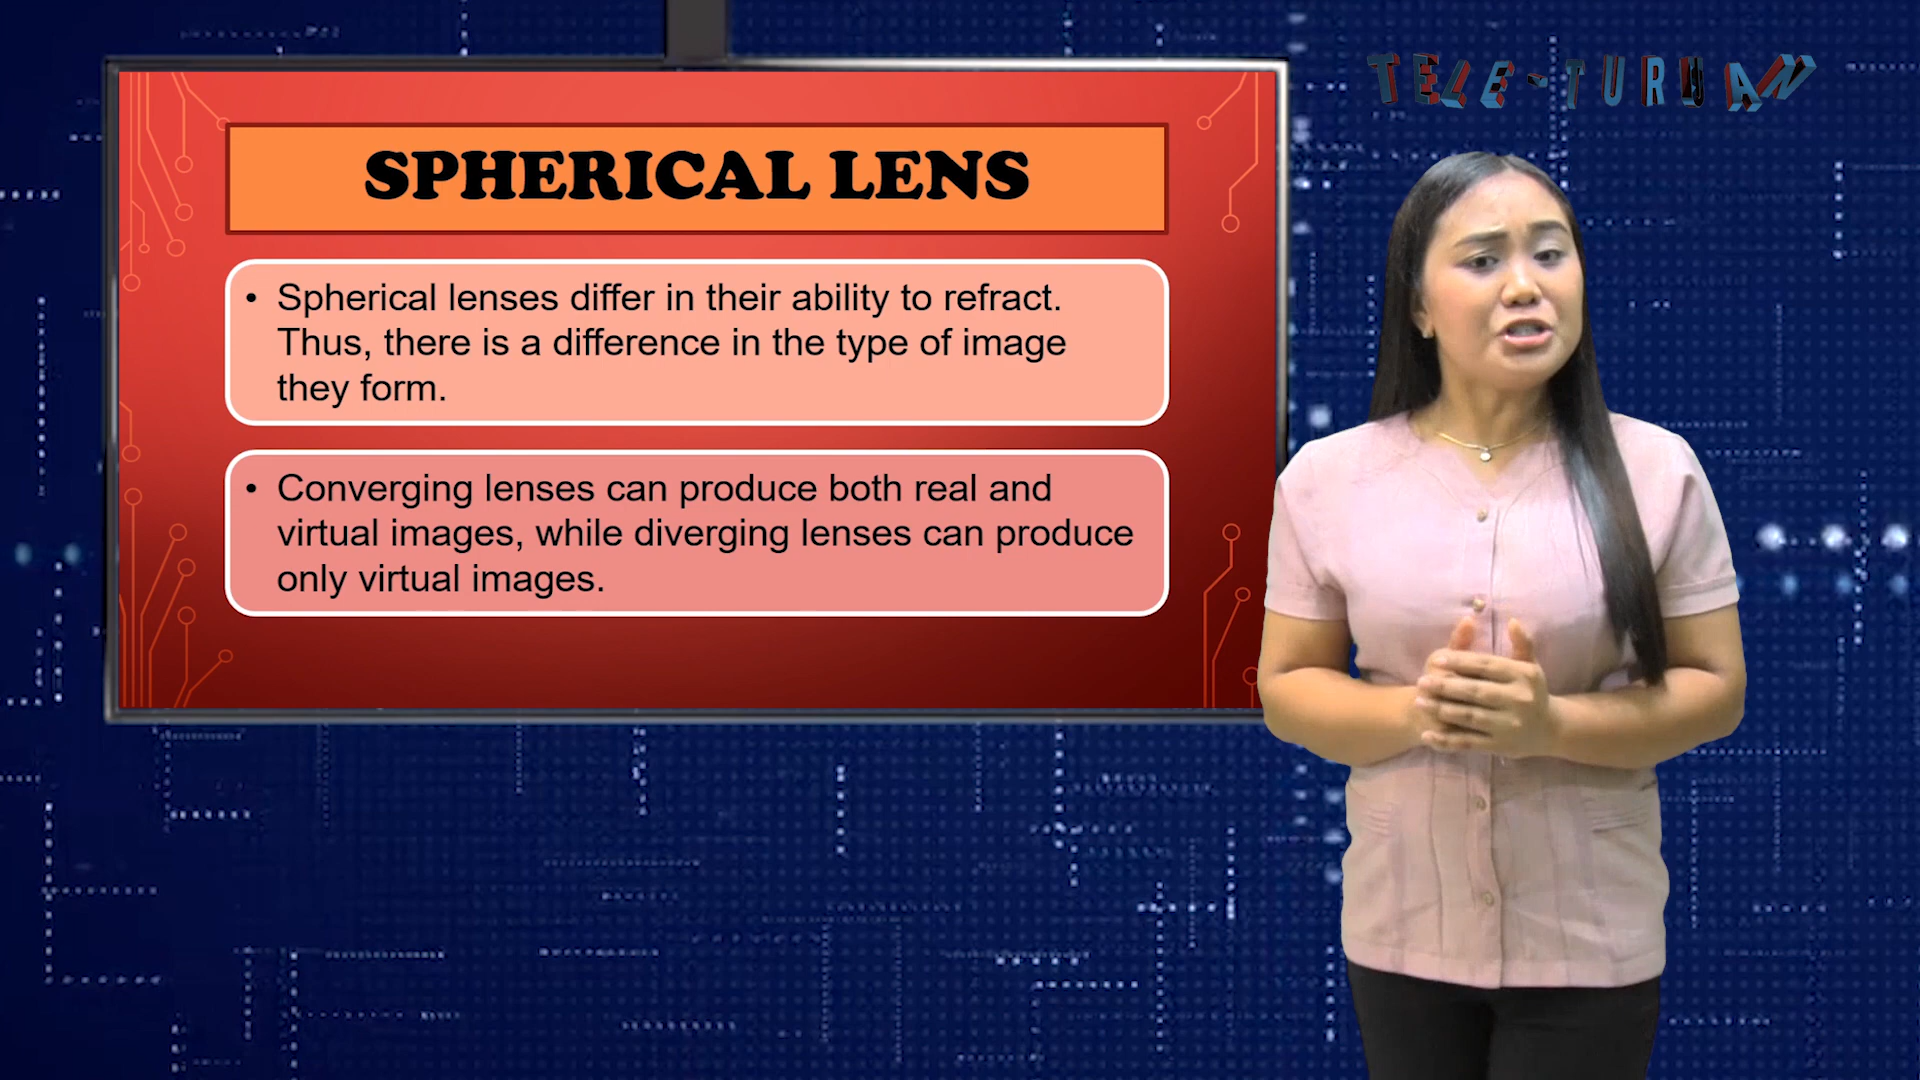 TELE-TURUAN
SPHERICAL LENS
• Spherical lenses differ in their ability to refract.
Thus, there is a difference in the type of image
they form.
• Converging lenses can produce both real and
virtual images, while diverging lenses can produce
only virtual images.